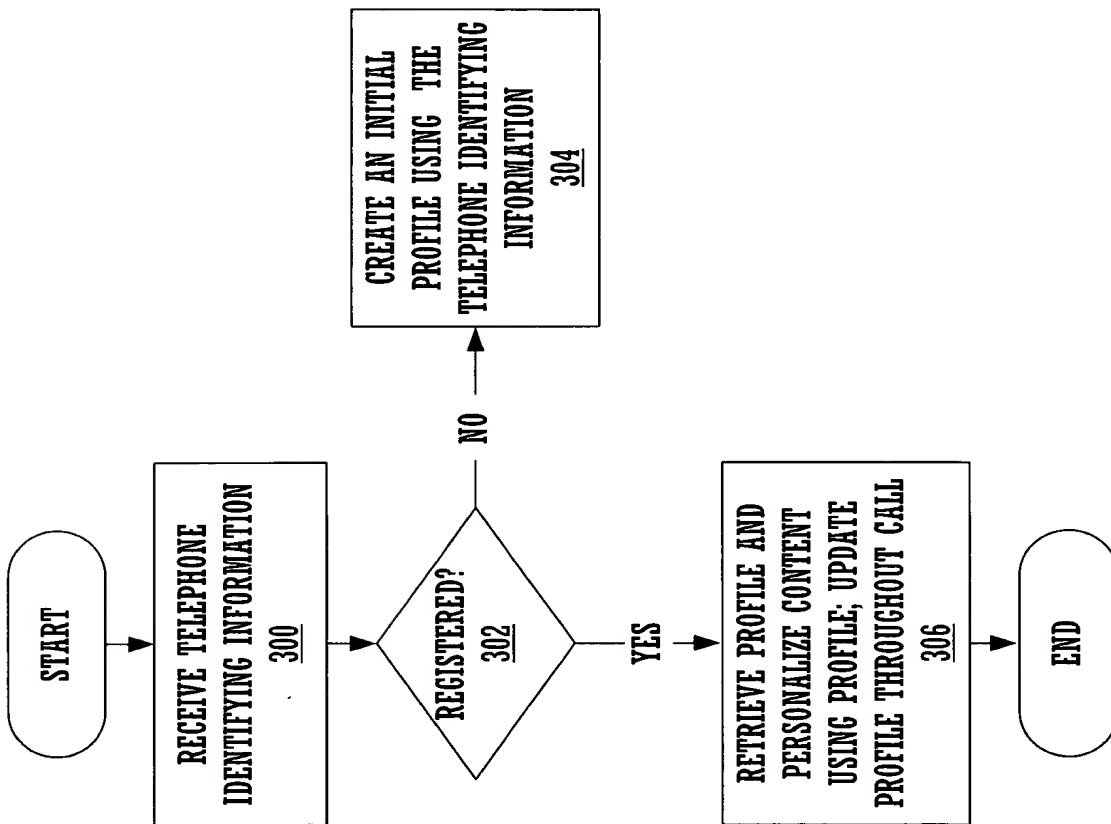 START
RECEIVE TELEPHONE
IDENTIFYING INFORMATION
300
REGISTERED?
302
NO
CREATE AN INITIAL
PROFILE USING THE
TELEPHONE IDENTIFYING
INFORMATION
304
YES
RETRIEVE PROFILE AND
PERSONALIZE CONTENT
USING PROFILE; UPDATE
PROFILE THROUGHOUT CALL
306
END